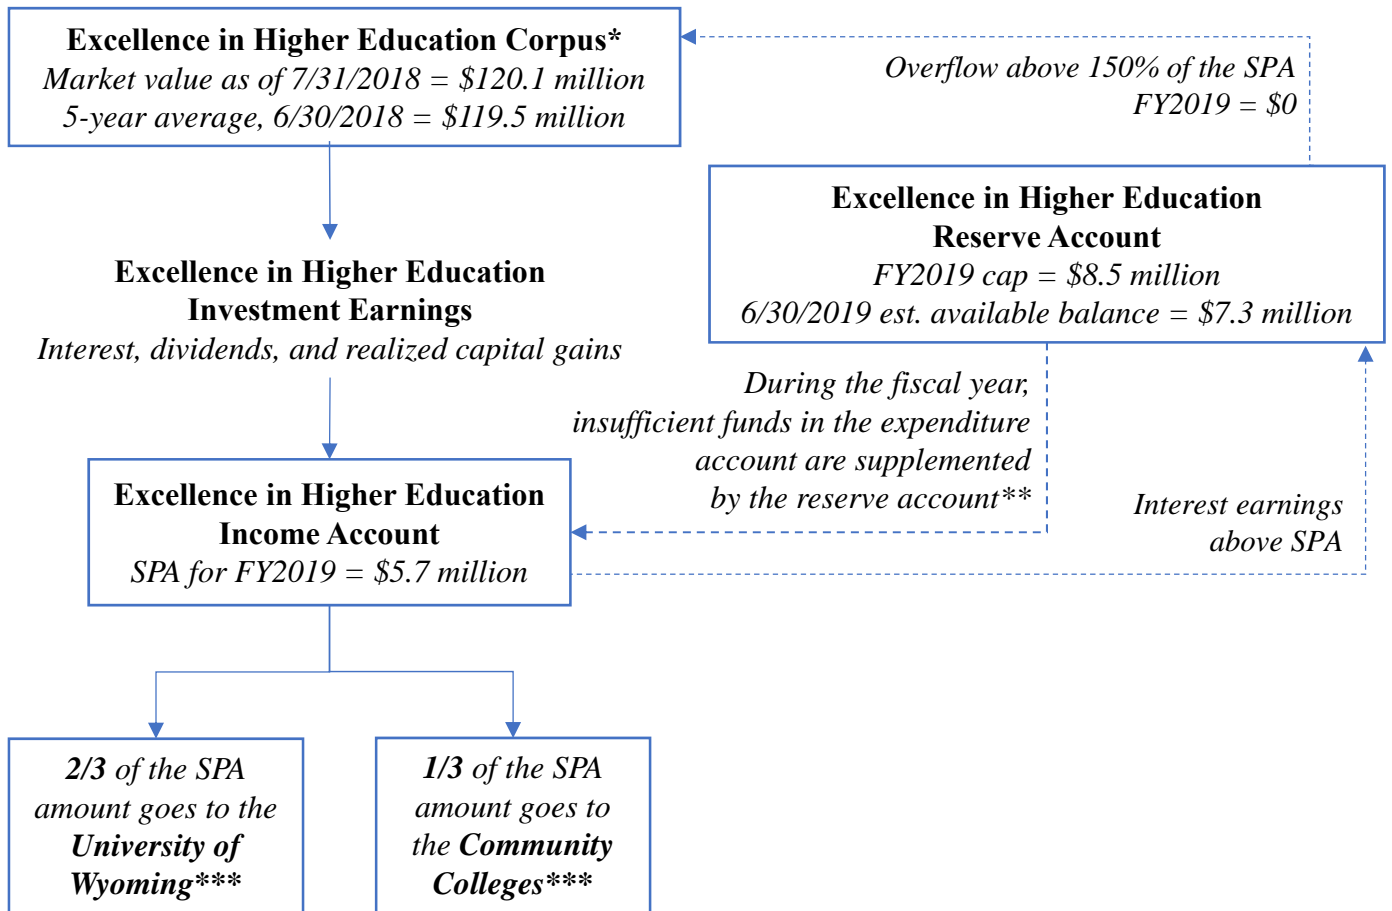 Excellence in Higher Education Corpus*
Market value as of 7/31/2018 = $120.1 million
5-year average, 6/30/2018 = $119.5 million
Overflow above 150% of the SPA
FY2019 = $0
Excellence in Higher Education
Reserve Account
FY2019 cap = $8.5 million
6/30/2019 est. available balance = $7.3 million
Excellence in Higher Education
Investment Earnings
Interest, dividends, and realized capital gains
During the fiscal year,
insufficient funds in the expenditure
account are supplemented
by the reserve account**
Interest earnings
above SPA
Excellence in Higher Education
Income Account
SPA for FY2019 = $5.7 million
2/3 of the SPA
amount goes to the
University of
Wyoming***
1/3 of the SPA
amount goes to
the Community
Colleges***